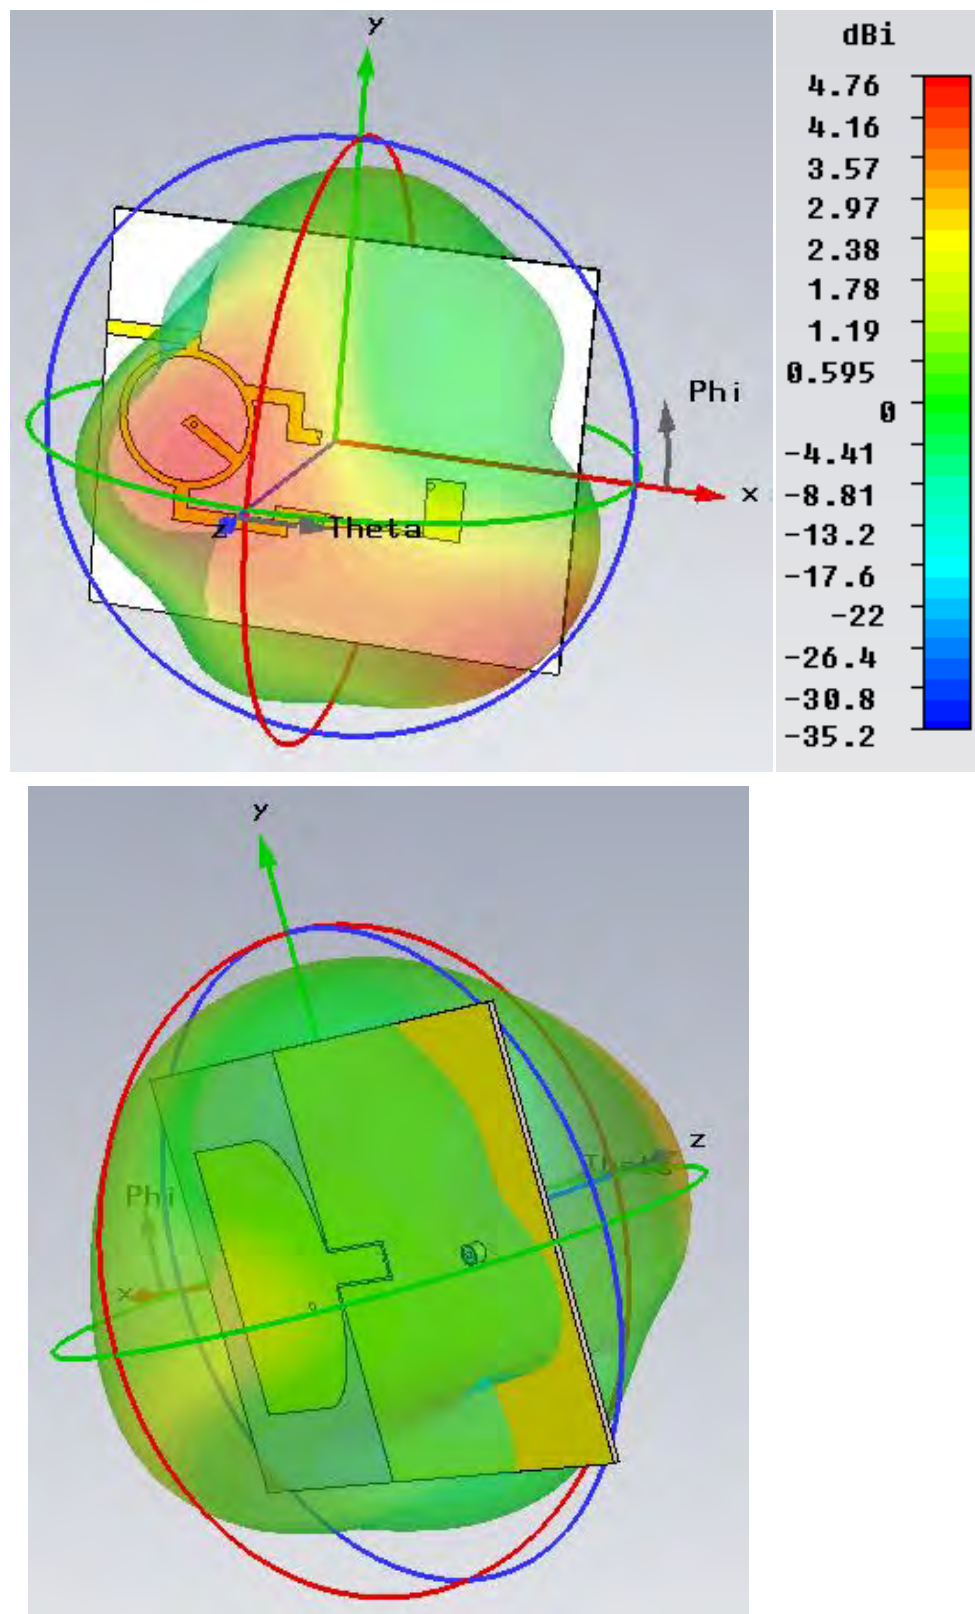 y
dBi
4.76
4.16
3.57
2.97
2.38
1.78
1.19
0.595
0
-4.41
-8.81
-13.2
-17.6
-22
-26.4
-30.8
-35.2
Phi
x
z
Theta
y
z
Theta
Phi
x